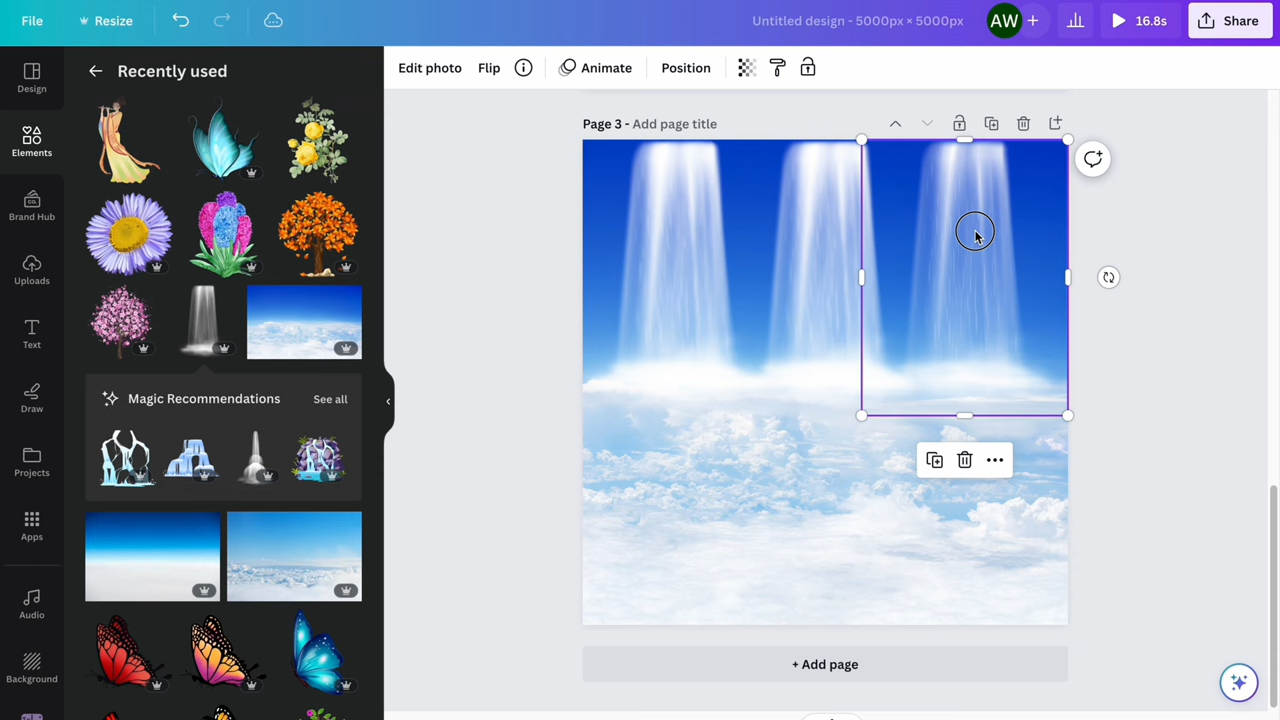 File
Resize
Untitled design - 5000px × 5000px
AW
16.8s
Share
Design
Elements
Brand Hub
Uploads
Text
Draw
Projects
Apps
Audio
Background
Recently used
Magic Recommendations
See all
Edit photo
Flip
Animate
Position
Page 3 - Add page title
+ Add page